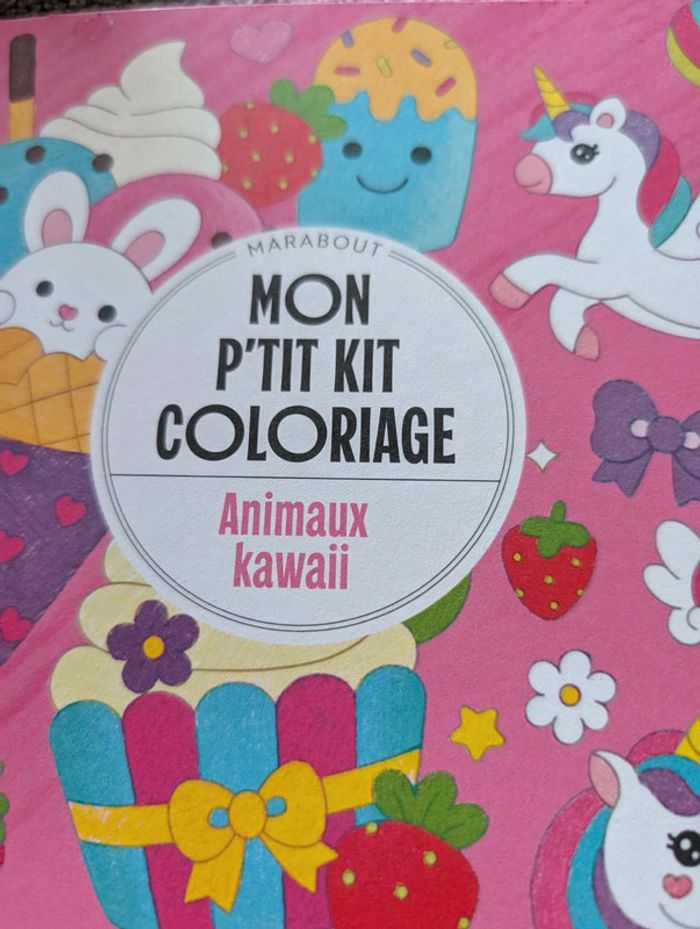 MARABOUT
MON
P'TIT KIT
COLORIAGE
Animaux
kawaii